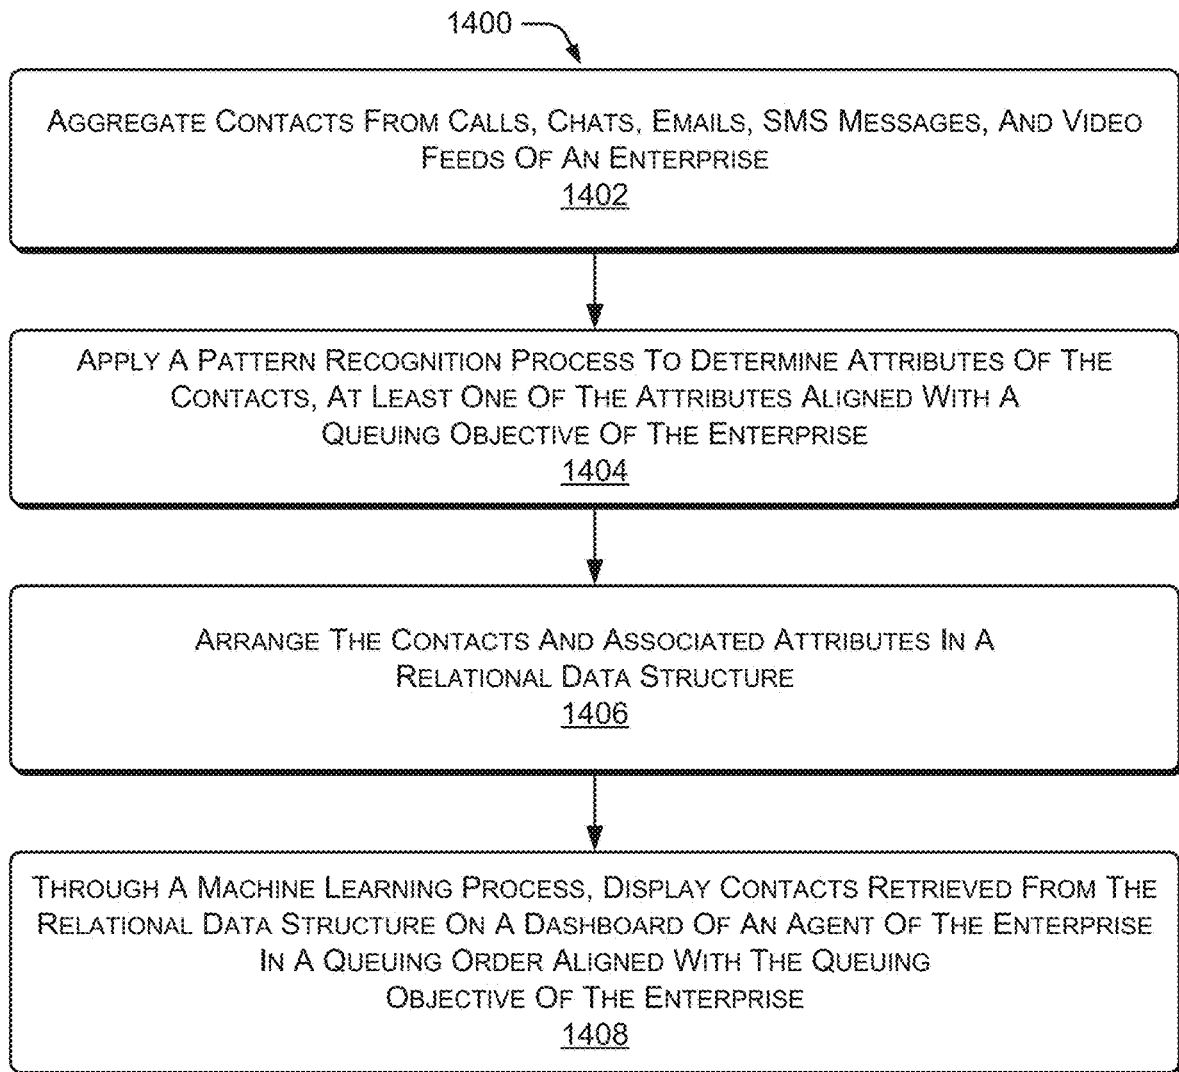 1400
AGGREGATE CONTACTS FROM CALLS, CHATS, EMAILS, SMS MESSAGES, AND VIDEO
FEEDS OF AN ENTERPRISE
1402
APPLY A PATTERN RECOGNITION PROCESS TO DETERMINE ATTRIBUTES OF THE
CONTACTS, AT LEAST ONE OF THE ATTRIBUTES ALIGNED WITH A
QUEUING OBJECTIVE OF THE ENTERPRISE
1404
ARRANGE THE CONTACTS AND ASSOCIATED ATTRIBUTES IN A
RELATIONAL DATA STRUCTURE
1406
THROUGH A MACHINE LEARNING PROCESS, DISPLAY CONTACTS RETRIEVED FROM THE
RELATIONAL DATA STRUCTURE ON A DASHBOARD OF AN AGENT OF THE ENTERPRISE
IN A QUEUING ORDER ALIGNED WITH THE QUEUING
OBJECTIVE OF THE ENTERPRISE
1408